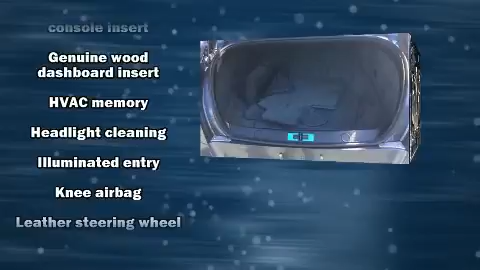 console insert
Genuine wood
dashboard insert
HVAC memory
Headlight cleaning
Illuminated entry
Knee airbag
Leather steering wheel